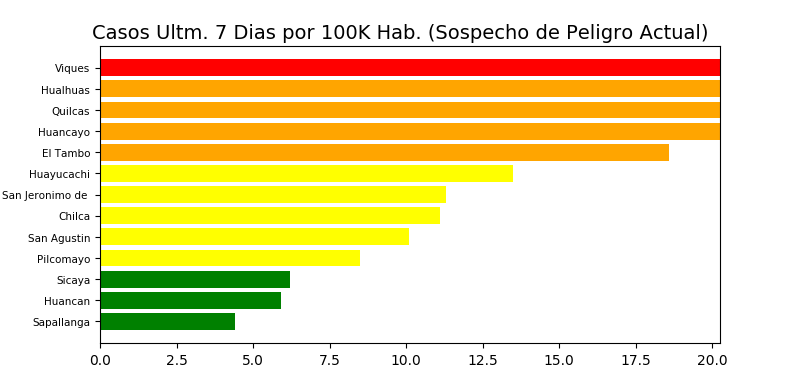 Casos Ultm. 7 Dias por 100K Hab. (Sospecho de Peligro Actual)
Viques
Hualhuas
Quilcas
Huancayo
El Tambo
Huayucachi
San Jeronimo de
Chilca
San Agustin
Pilcomayo
Sicaya
Huancan
Sapallanga
0.0 2.5 5.0 7.5 10.0 12.5 15.0 17.5 20.0